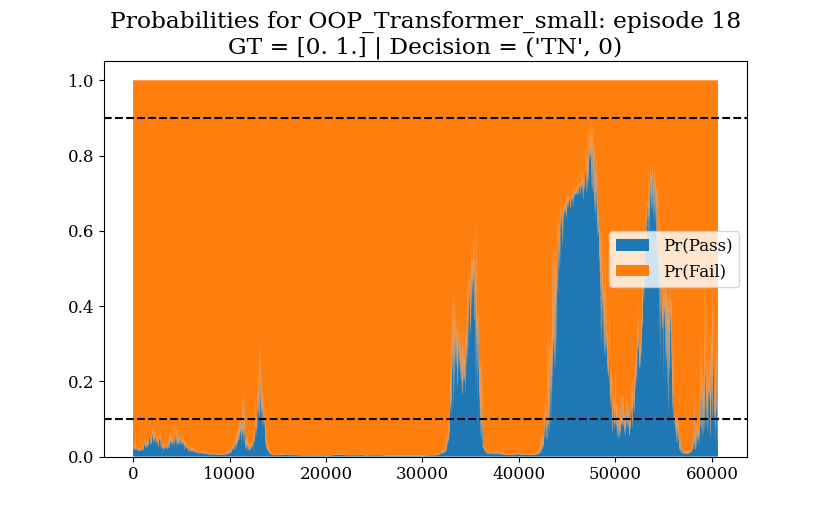 Probabilities for OOP_Transformer_small: episode 18
GT = [0. 1.] | Decision = ('TN', 0)
1.0
0.8
0.6
0.4
0.2
0.0
Pr(Pass)
Pr(Fail)
0 10000 20000 30000 40000 50000 60000